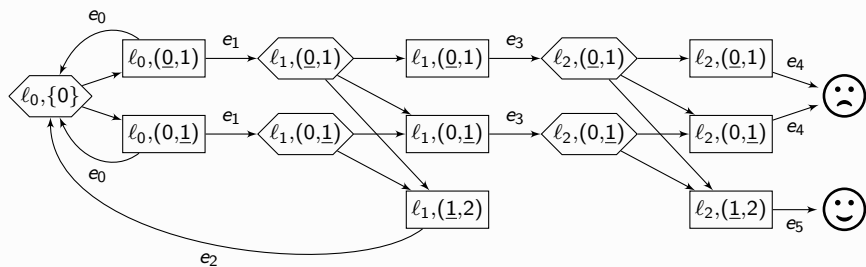 e₀
ℓ₀,(0̲,1) e₁ ℓ₁,(0̲,1) ℓ₁,(0̲,1) e₃ ℓ₂,(0̲,1) ℓ₂,(0̲,1) e₄
ℓ₀,{0}
ℓ₀,(0,1̲) e₁ ℓ₁,(0,1̲) ℓ₁,(0,1̲) e₃ ℓ₂,(0,1̲) ℓ₂,(0,1̲) e₄
e₀
ℓ₁,(1̲,2) ℓ₂,(1̲,2) e₅
e₂